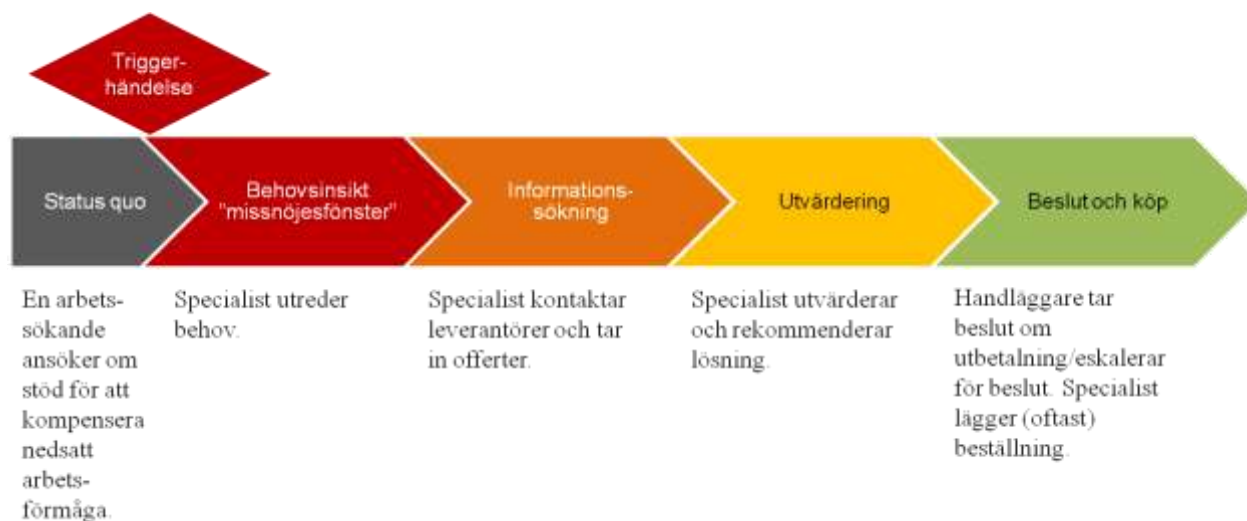 Trigger-
händelse
Status quo
Behovsinsikt
"missnöjesfönster"
Informations-
sökning
Utvärdering
Beslut och köp
En arbets-
sökande
ansöker om
stöd för att
kompensera
nedsatt
arbets-
förmåga.
Specialist utreder
behov.
Specialist kontaktar
leverantörer och tar
in offerter.
Specialist utvärderar
och rekommenderar
lösning.
Handläggare tar
beslut om
utbetalning/eskalerar
för beslut. Specialist
lägger (oftast)
beställning.